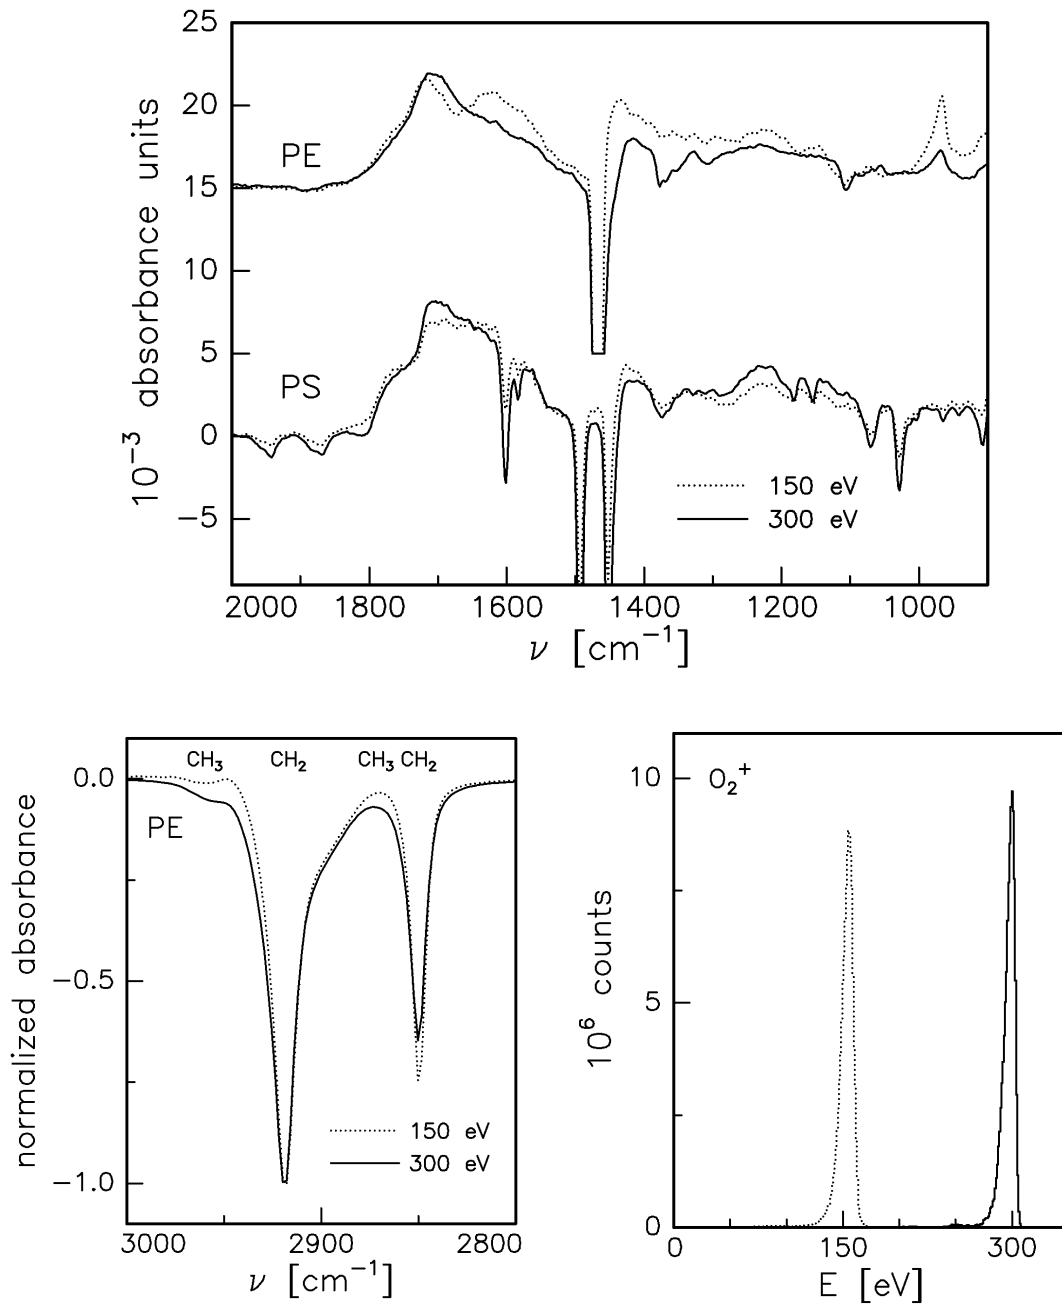 25
20
15
10
5
0
−5
10⁻³ absorbance units
PE
PS
150 eV
300 eV
2000 1800 1600 1400 1200 1000
ν [cm⁻¹]
CH₃ CH₂ CH₃ CH₂
0.0
−0.5
−1.0
normalized absorbance
PE
150 eV
300 eV
3000 2900 2800
ν [cm⁻¹]
O₂⁺
10
5
0
10⁶ counts
0 150 300
E [eV]